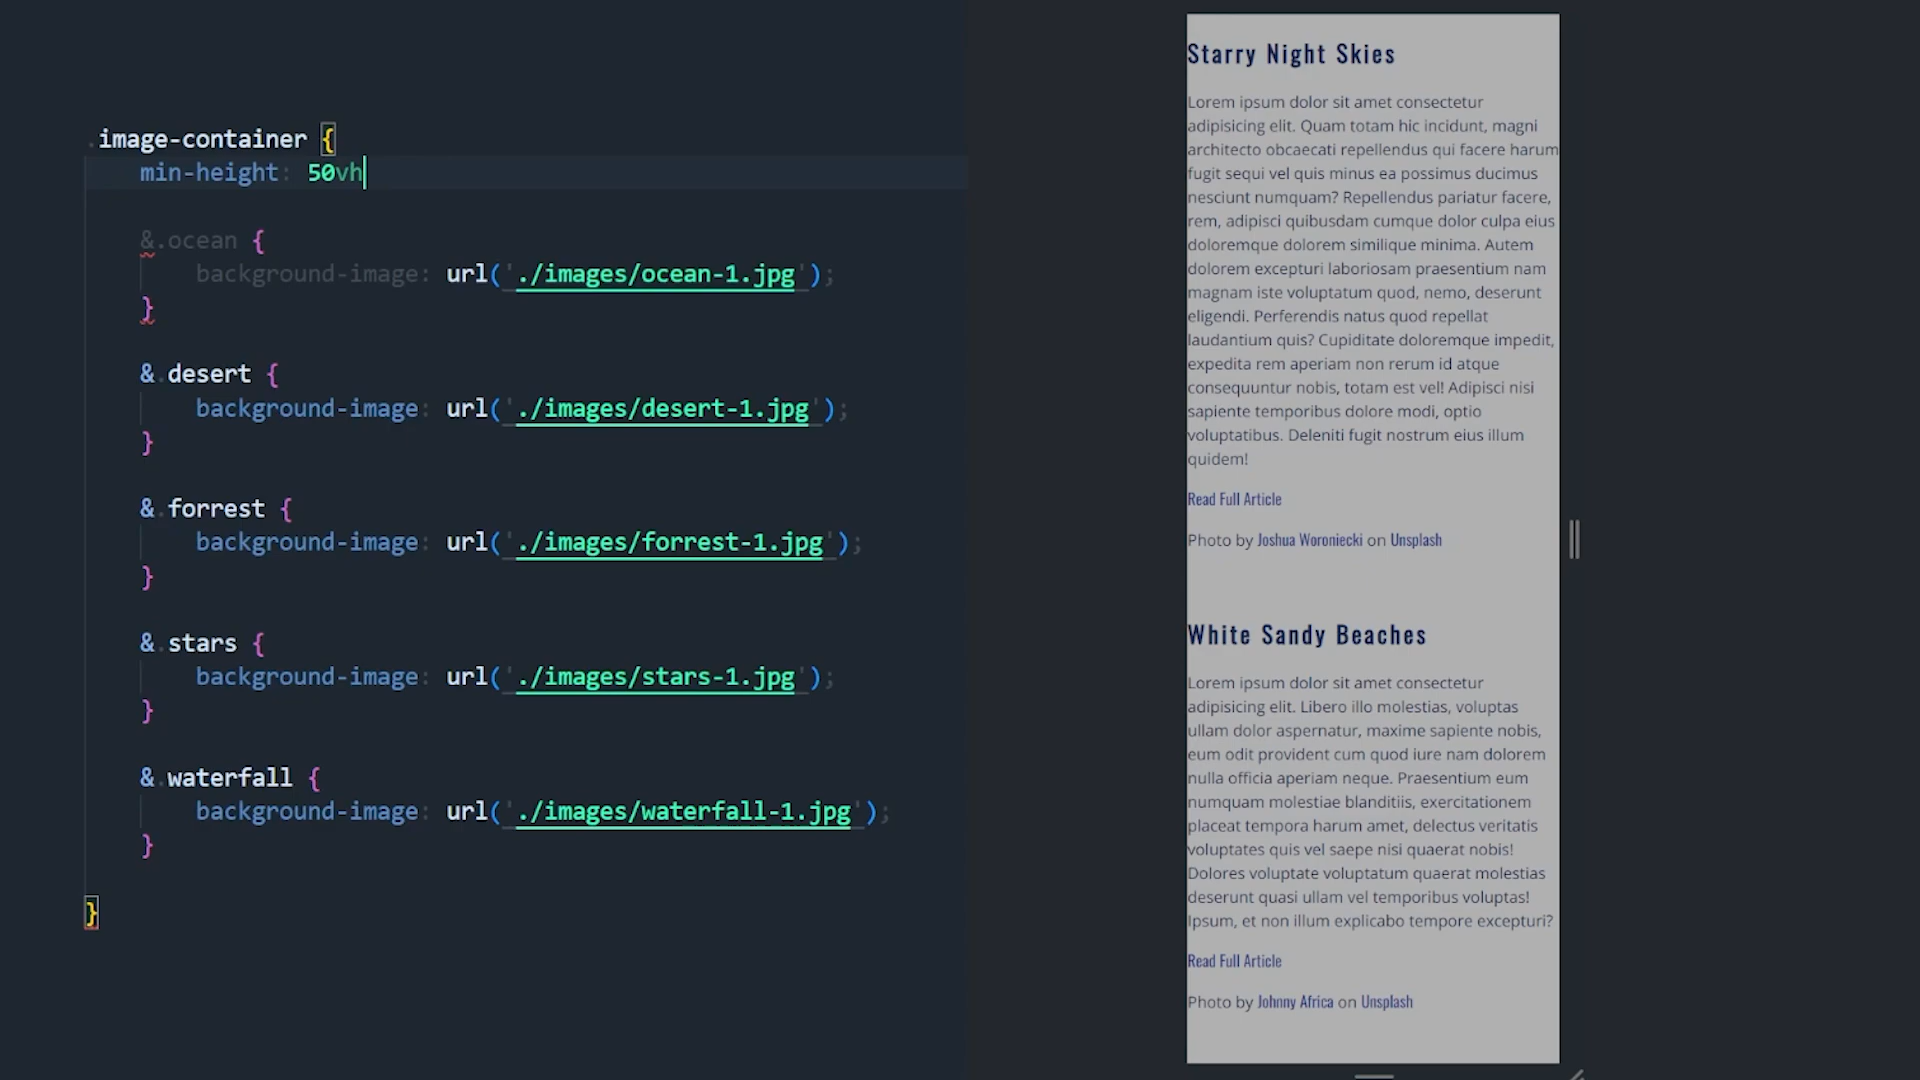 .image-container {
min-height: 50vh
&.ocean {
background-image: url('./images/ocean-1.jpg');
}
&.desert {
background-image: url('./images/desert-1.jpg');
}
&.forrest {
background-image: url('./images/forrest-1.jpg');
}
&.stars {
background-image: url('./images/stars-1.jpg');
}
&.waterfall {
background-image: url('./images/waterfall-1.jpg');
}
}
Starry Night Skies
Lorem ipsum dolor sit amet consectetur
adipisicing elit. Quam totam hic incidunt, magni
architecto obcaecati repellendus qui facere harum
fugit sequi vel quis minus ea possimus ducimus
nesciunt numquam? Repellendus pariatur facere,
rem, adipisci quibusdam cumque dolor culpa eius
doloremque dolorem similique minima. Autem
dolorem excepturi laboriosam praesentium nam
magnam iste voluptatum quod, nemo, deserunt
eligendi. Perferendis natus quod repellat
laudantium quis? Cupiditate doloremque impedit,
expedita rem aperiam non rerum id atque
consequuntur nobis, totam est vel! Adipisci nisi
sapiente temporibus dolore modi, optio
voluptatibus. Deleniti fugit nostrum eius illum
quidem!
Read Full Article
Photo by Joshua Woroniecki on Unsplash
White Sandy Beaches
Lorem ipsum dolor sit amet consectetur
adipisicing elit. Libero illo molestias, voluptas
ullam dolor aspernatur, maxime sapiente nobis,
eum odit provident cum quod iure nam dolorem
nulla officia aperiam neque. Praesentium eum
numquam molestiae blanditiis, exercitationem
placeat tempora harum amet, delectus veritatis
voluptates quis vel saepe nisi quaerat nobis!
Dolores voluptate voluptatum quaerat molestias
deserunt quasi ullam vel temporibus voluptas!
Ipsum, et non illum explicabo tempore excepturi?
Read Full Article
Photo by Johnny Africa on Unsplash